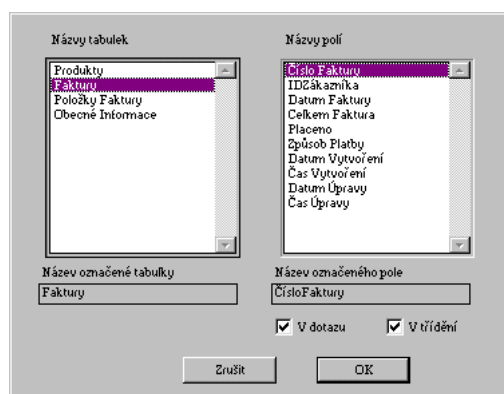 Názvy tabulek
Názvy polí
Produkty
Faktury
Položky Faktury
Obecné Informace
Číslo Faktury
IDZákazníka
Datum Faktury
Celkem Faktura
Placeno
Způsob Platby
Datum Vytvoření
Čas Vytvoření
Datum Úpravy
Čas Úpravy
Název označené tabulky
Název označeného pole
Faktury
ČísloFaktury
V dotazu
V třídění
Zrušit
OK